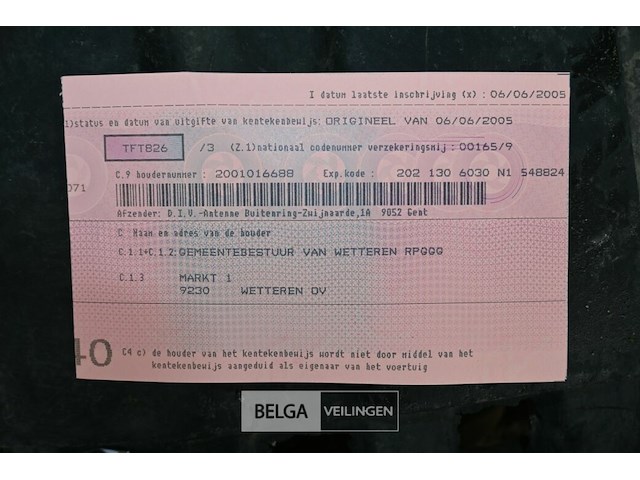 I datum laatste inschrijving (x) : 06/06/2005
1)status en datum van uitgifte van kentekenbewijs: ORIGINEEL VAN 06/06/2005
TFT826 /3 (Z.1)nationaal codenummer verzekeringsmij : 00165/9
C.9 houdernummer : 2001016688 Exp.kode : 202 130 6030 N1 548824
071
Afzender: D.I.V.-Antenne Buitenring-Zwijnaarde,1A 9052 Gent
C Naam en adres van de houder
C.1.1+C.1.2: GEMEENTEBESTUUR VAN WETTEREN RPGGG
C.1.3 MARKT 1
9230 WETTEREN OV
40
(4 c) de houder van het kentekenbewijs wordt niet door middel van het
kentekenbewijs aangeduid als eigenaar van het voertuig
BELGA VEILINGEN